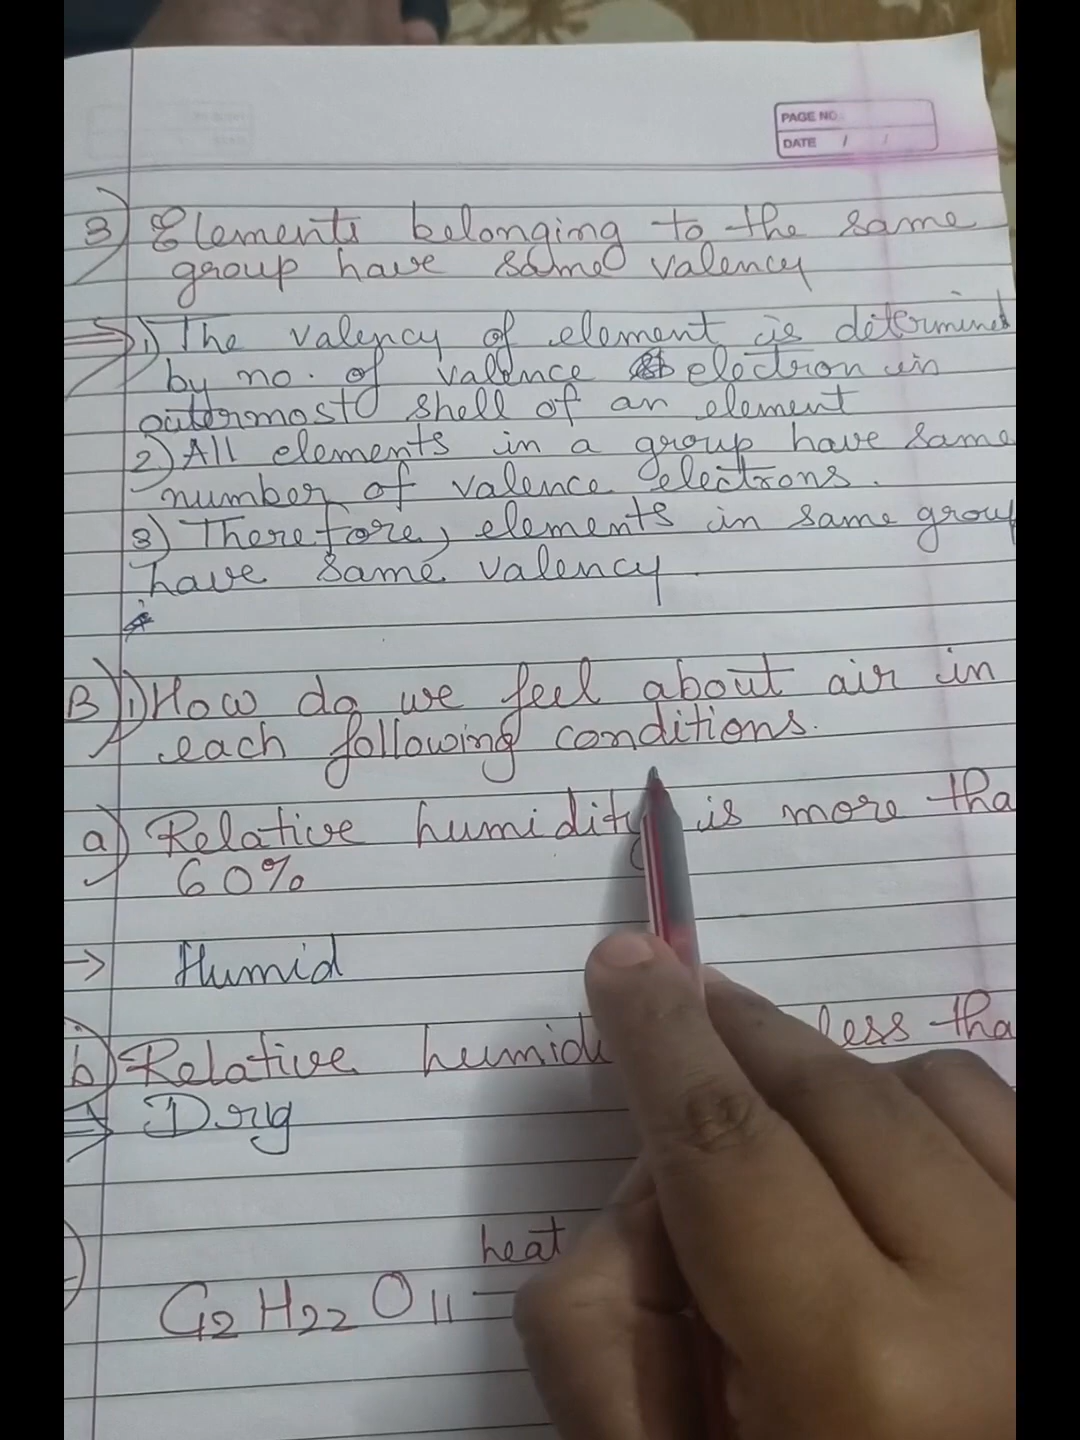 PAGE NO.
DATE / /
3) Elements belonging to the same
group have same valency
⇒ 1) The valency of element is determined
by no. of valence electron in
outermost shell of an element
2) All elements in a group have same
number of valence electrons.
3) Therefore, elements in same group
have same valency.
B) 1) How do we feel about air in
each following conditions.
a) Relative humidity is more tha
60%
→ Humid
b) Relative humid less tha
⇒ Dry
heat
C12 H22 O11